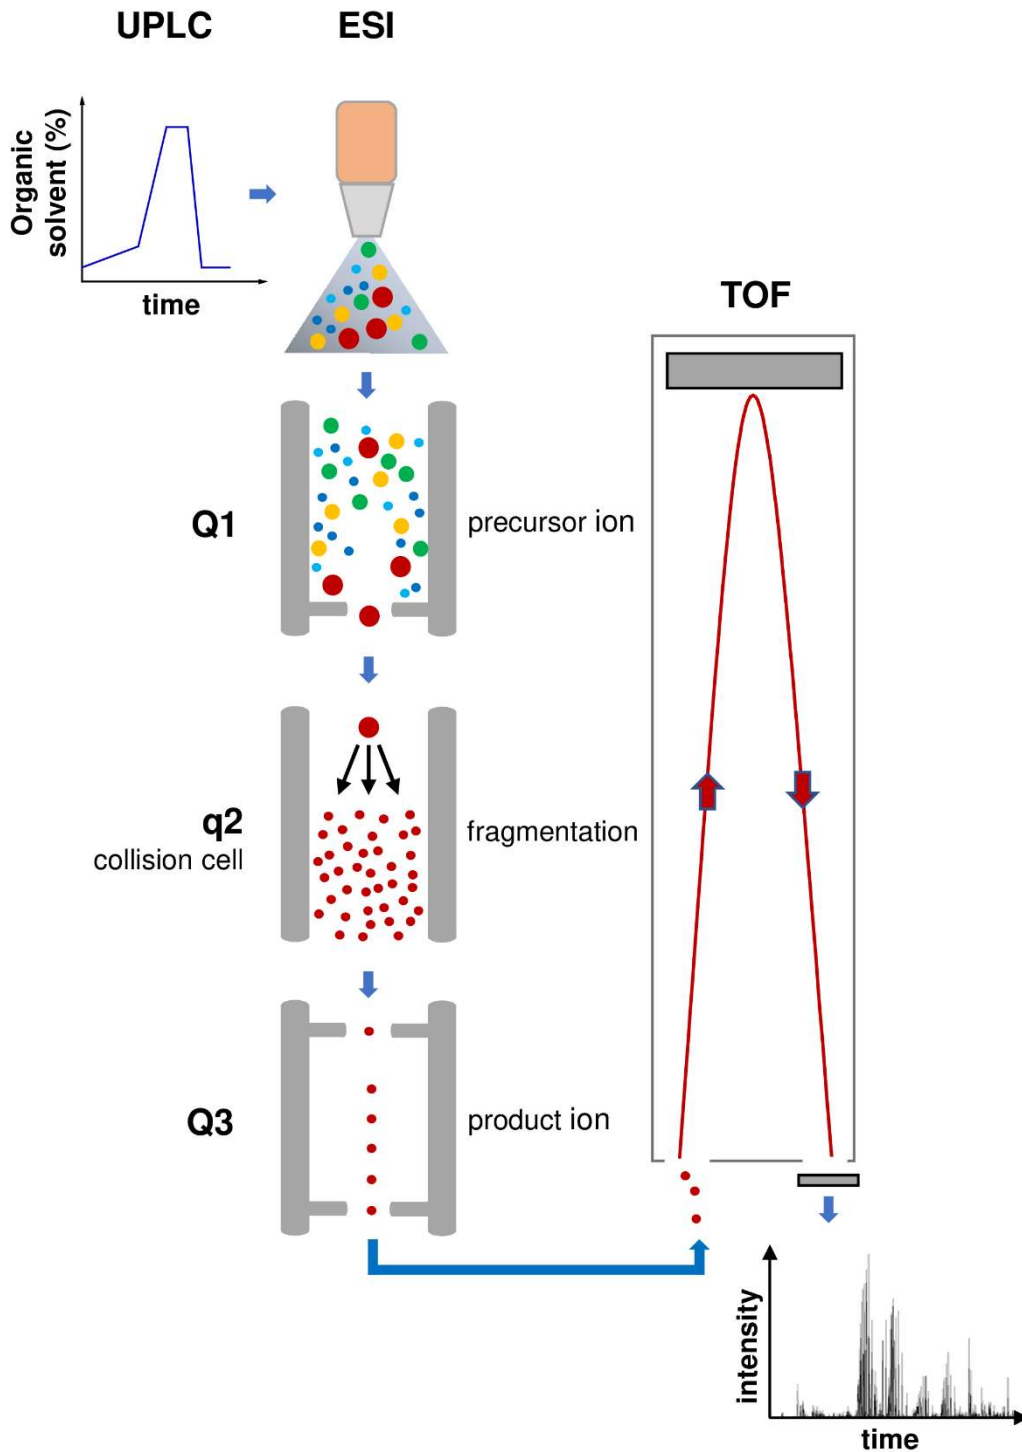 UPLC
ESI
Organic
solvent (%)
time
TOF
Q1
precursor ion
q2
collision cell
fragmentation
Q3
product ion
intensity
time